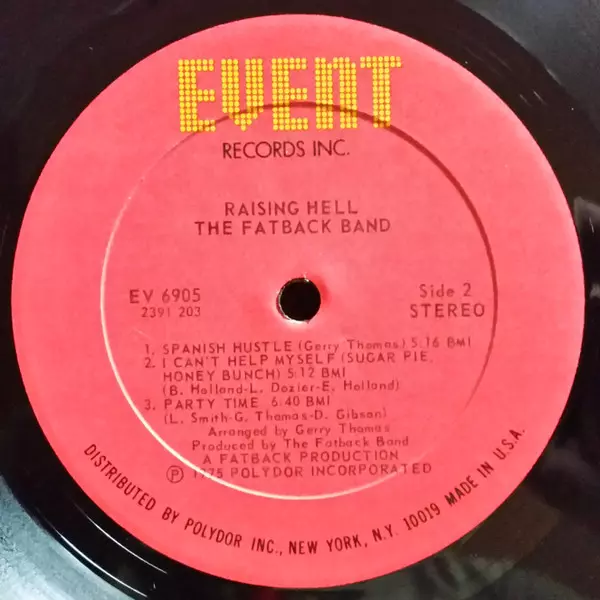 EVENT
RECORDS INC.
RAISING HELL
THE FATBACK BAND
EV 6905
2391 203
Side 2
STEREO
1. SPANISH HUSTLE (Gerry Thomas) 5:16 BMI
2. I CAN'T HELP MYSELF (SUGAR PIE,
HONEY BUNCH) 5:12 BMI
(B. Holland-L. Dozier-E. Holland)
3. PARTY TIME 6:40 BMI
(L. Smith-G. Thomas-D. Gibson)
Arranged by Gerry Thomas
Produced by The Fatback Band
A FATBACK PRODUCTION
Ⓟ 1975 POLYDOR INCORPORATED
DISTRIBUTED BY POLYDOR INC., NEW YORK, N.Y. 10019 MADE IN U.S.A.